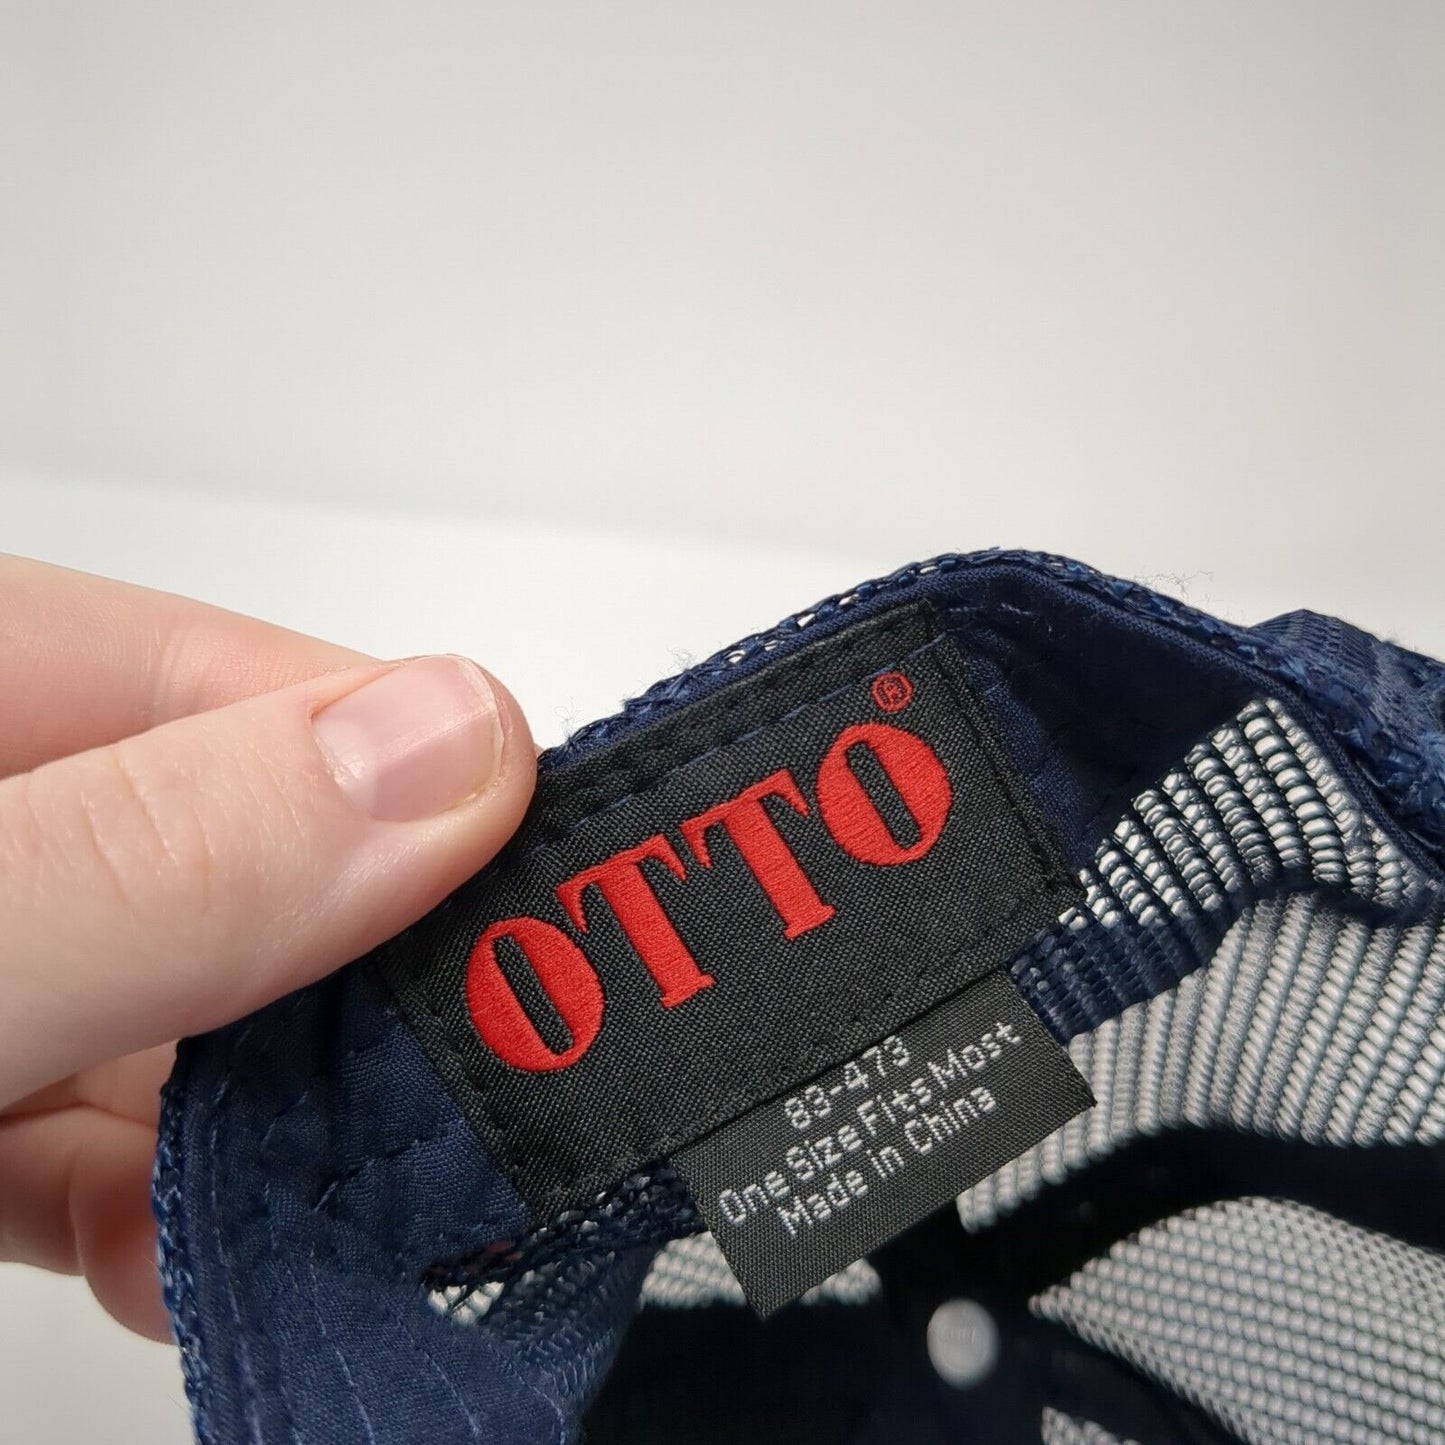 OTTO®
83-473
One Size Fits Most
Made in China